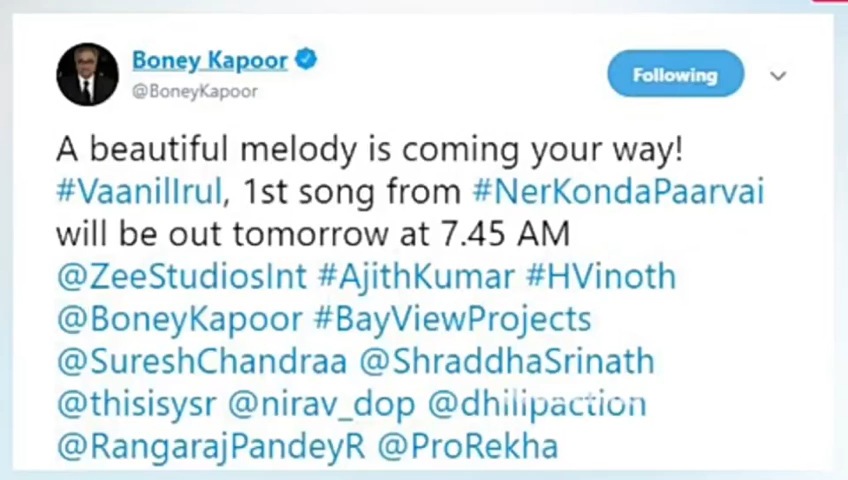 Boney Kapoor
@BoneyKapoor
Following
A beautiful melody is coming your way!
#VaanilIrul, 1st song from #NerKondaPaarvai
will be out tomorrow at 7.45 AM
@ZeeStudiosInt #AjithKumar #HVinoth
@BoneyKapoor #BayViewProjects
@SureshChandraa @ShraddhaSrinath
@thisisysr @nirav_dop @dhilipaction
@RangarajPandeyR @ProRekha